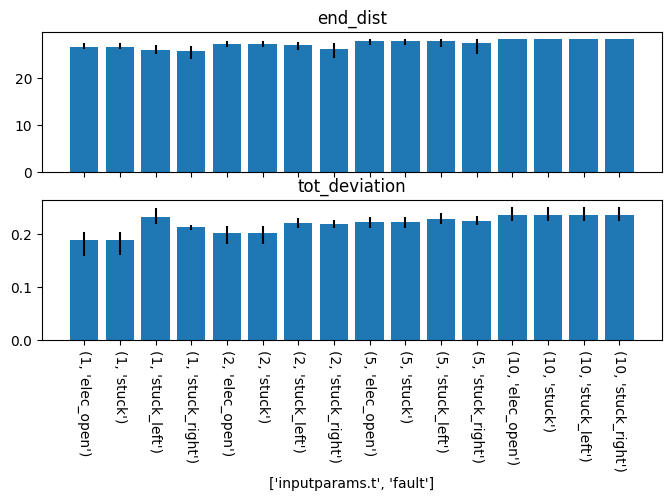 end_dist
20
10
0
tot_deviation
0.2
0.1
0.0
(1, 'elec_open')
(1, 'stuck')
(1, 'stuck_left')
(1, 'stuck_right')
(2, 'elec_open')
(2, 'stuck')
(2, 'stuck_left')
(2, 'stuck_right')
(5, 'elec_open')
(5, 'stuck')
(5, 'stuck_left')
(5, 'stuck_right')
(10, 'elec_open')
(10, 'stuck')
(10, 'stuck_left')
(10, 'stuck_right')
['inputparams.t', 'fault']